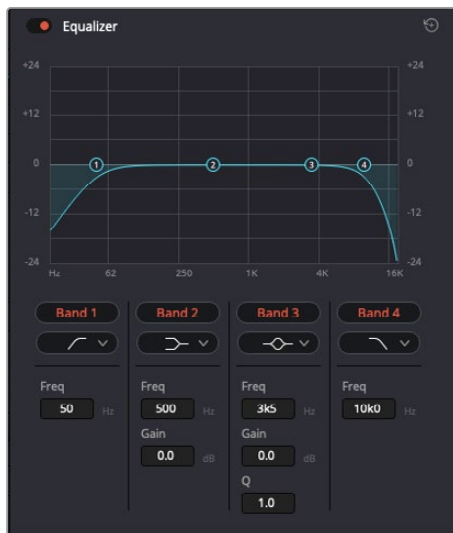 Equalizer
+24 +24
+12 +12
0 1 2 3 4 0
-12 -12
-24 -24
Hz 62 250 1K 4K 16K
Band 1 Band 2 Band 3 Band 4
Freq Freq Freq Freq
50 Hz 500 Hz 3k5 Hz 10k0 Hz
Gain Gain
0.0 dB 0.0 dB
Q
1.0